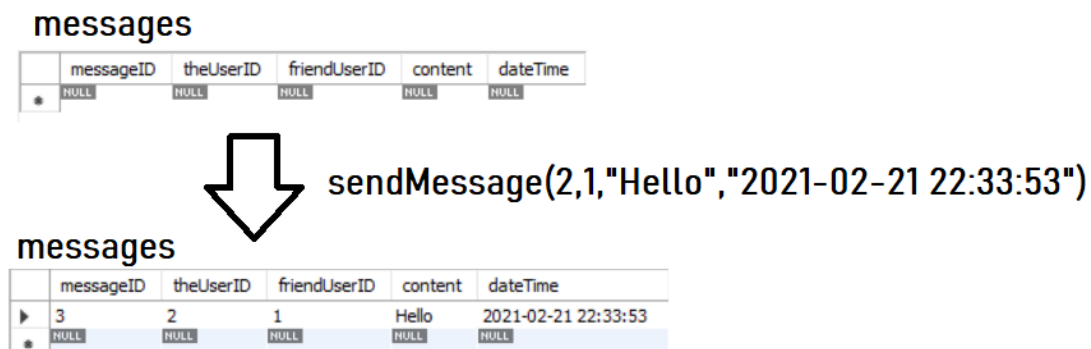 messages
messageID theUserID friendUserID content dateTime
NULL NULL NULL NULL NULL
sendMessage(2,1,"Hello","2021-02-21 22:33:53")
messages
messageID theUserID friendUserID content dateTime
3 2 1 Hello 2021-02-21 22:33:53
NULL NULL NULL NULL NULL